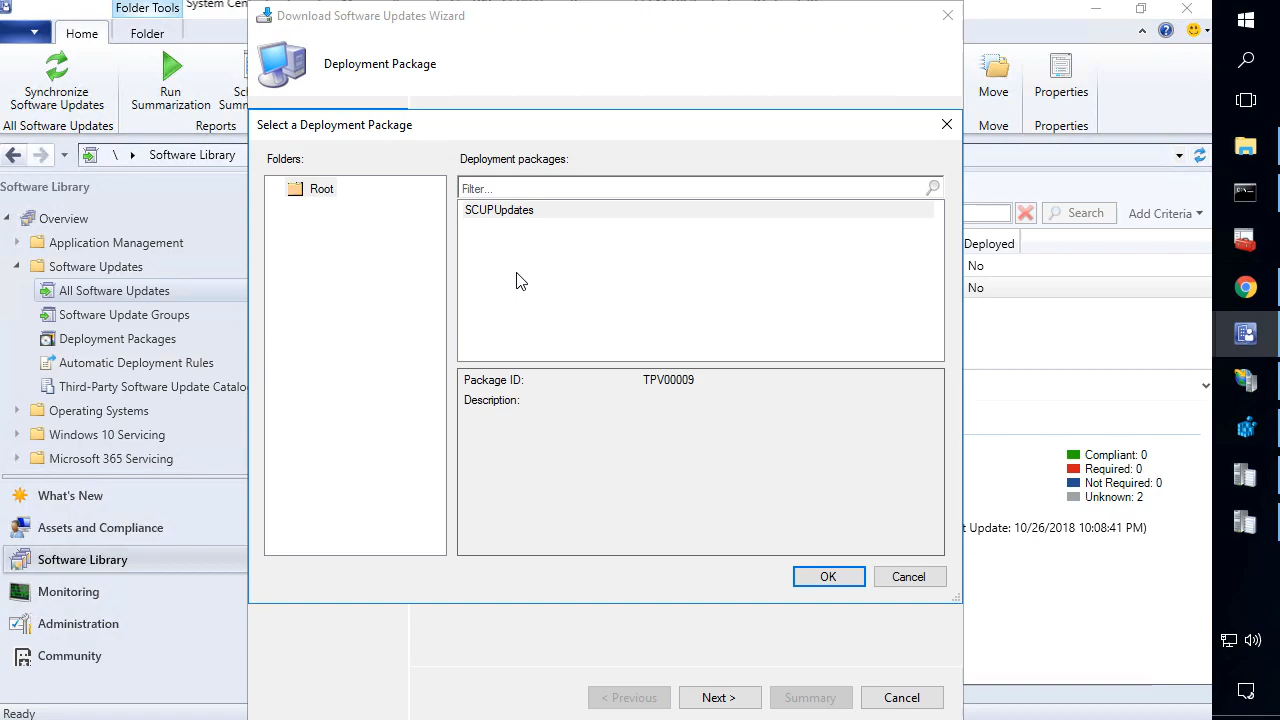 Folder Tools
System Cen
Download Software Updates Wizard
Home
Folder
Deployment Package
Synchronize
Software Updates
Run
Summarization
Sch
Summ
Move
Properties
All Software Updates
Reports
Move
Properties
Select a Deployment Package
\
Software Library
Folders:
Deployment packages:
Software Library
Root
Filter...
SCUPUpdates
Search
Add Criteria
Overview
Application Management
Deployed
Software Updates
No
All Software Updates
No
Software Update Groups
Deployment Packages
Automatic Deployment Rules
Third-Party Software Update Catalo
Package ID:
TPV00009
Description:
Operating Systems
Windows 10 Servicing
Microsoft 365 Servicing
Compliant: 0
Required: 0
Not Required: 0
Unknown: 2
What's New
Assets and Compliance
t Update: 10/26/2018 10:08:41 PM)
Software Library
OK
Cancel
Monitoring
Administration
Community
< Previous
Next >
Summary
Cancel
Ready